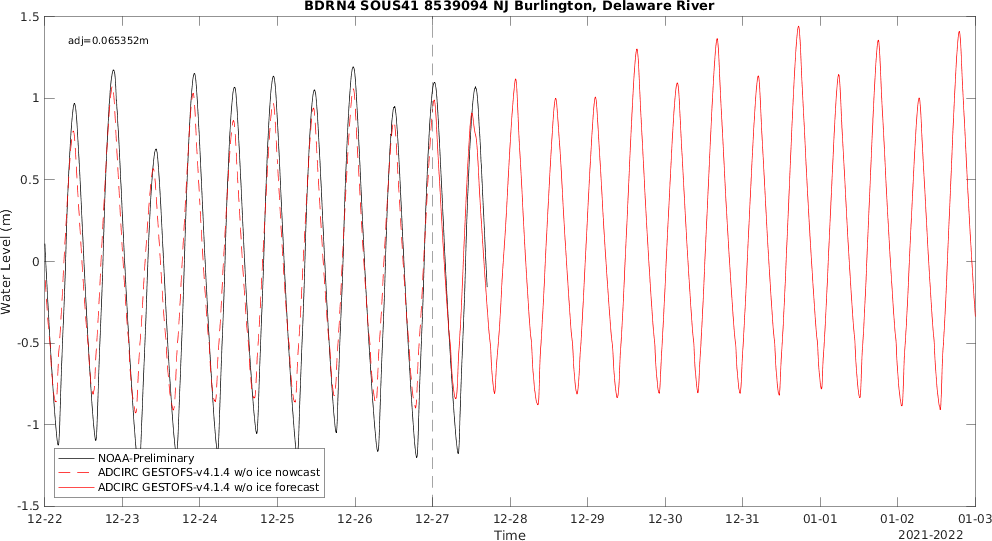 BDRN4 SOUS41 8539094 NJ Burlington, Delaware River
adj=0.065352m
1.5
1
0.5
0
-0.5
-1
-1.5
Water Level (m)
NOAA-Preliminary
ADCIRC GESTOFS-v4.1.4 w/o ice nowcast
ADCIRC GESTOFS-v4.1.4 w/o ice forecast
12-22 12-23 12-24 12-25 12-26 12-27 12-28 12-29 12-30 12-31 01-01 01-02 01-03
Time
2021-2022